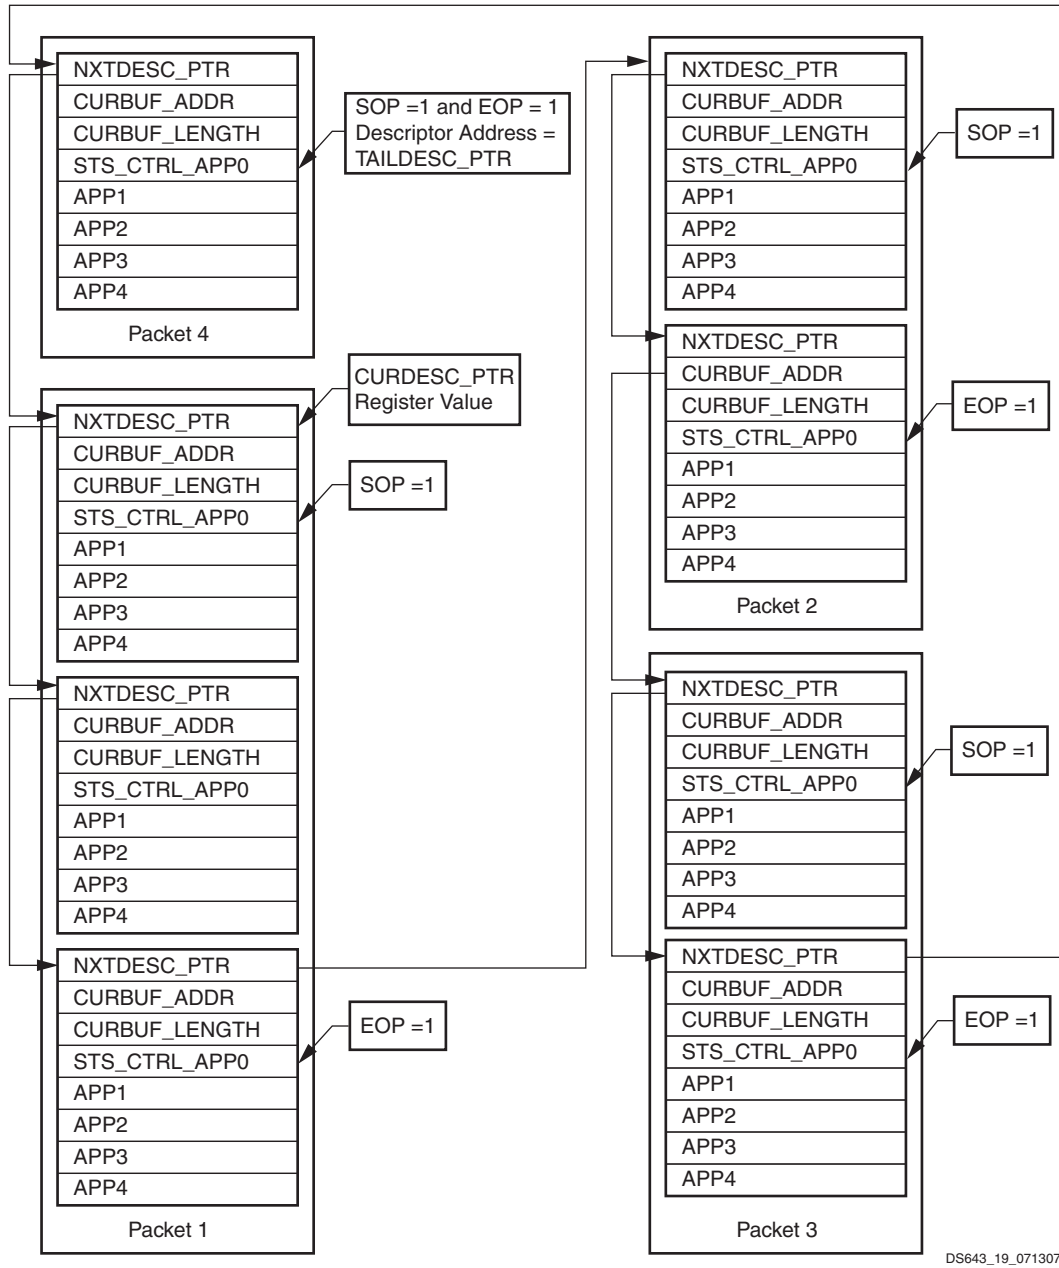 NXTDESC_PTR
CURBUF_ADDR
CURBUF_LENGTH
STS_CTRL_APP0
APP1
APP2
APP3
APP4
Packet 4
SOP =1 and EOP = 1
Descriptor Address =
TAILDESC_PTR
NXTDESC_PTR
CURBUF_ADDR
CURBUF_LENGTH
STS_CTRL_APP0
APP1
APP2
APP3
APP4
CURDESC_PTR
Register Value
SOP =1
NXTDESC_PTR
CURBUF_ADDR
CURBUF_LENGTH
STS_CTRL_APP0
APP1
APP2
APP3
APP4
NXTDESC_PTR
CURBUF_ADDR
CURBUF_LENGTH
STS_CTRL_APP0
APP1
APP2
APP3
APP4
EOP =1
Packet 1
NXTDESC_PTR
CURBUF_ADDR
CURBUF_LENGTH
STS_CTRL_APP0
APP1
APP2
APP3
APP4
SOP =1
NXTDESC_PTR
CURBUF_ADDR
CURBUF_LENGTH
STS_CTRL_APP0
APP1
APP2
APP3
APP4
EOP =1
Packet 2
NXTDESC_PTR
CURBUF_ADDR
CURBUF_LENGTH
STS_CTRL_APP0
APP1
APP2
APP3
APP4
SOP =1
NXTDESC_PTR
CURBUF_ADDR
CURBUF_LENGTH
STS_CTRL_APP0
APP1
APP2
APP3
APP4
EOP =1
Packet 3
DS643_19_071307